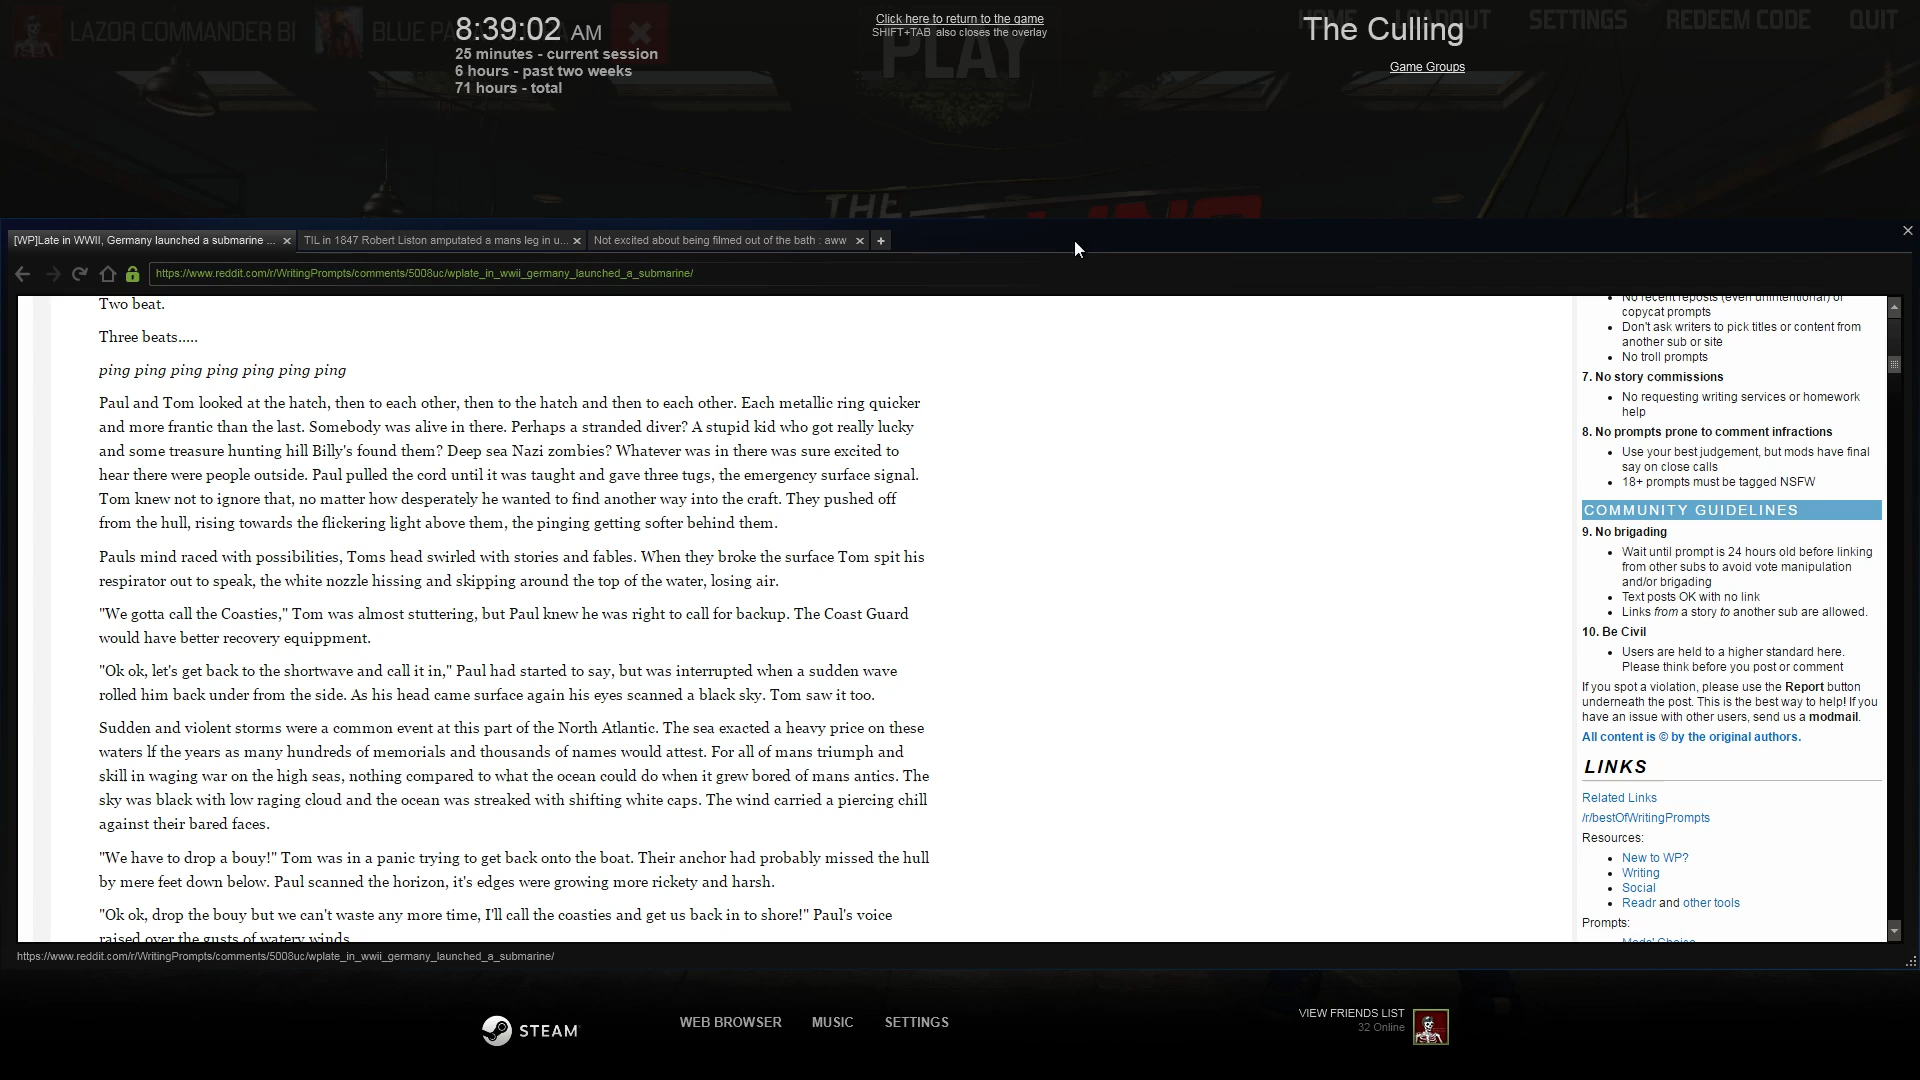 LAZOR COMMANDER BI
BLUE PA
8:39:02 AM
25 minutes - current session
6 hours - past two weeks
71 hours - total
Click here to return to the game
SHIFT+TAB also closes the overlay
PLAY
The Culling
Game Groups
HOME
LOADOUT
SETTINGS
REDEEM CODE
QUIT
THE
[WP]Late in WWII, Germany launched a submarine ...
TIL in 1847 Robert Liston amputated a mans leg in u...
Not excited about being filmed out of the bath : aww
https://www.reddit.com/r/WritingPrompts/comments/5008uc/wplate_in_wwii_germany_launched_a_submarine/
Two beat.
Three beats.....
ping ping ping ping ping ping ping
Paul and Tom looked at the hatch, then to each other, then to the hatch and then to each other. Each metallic ring quicker
and more frantic than the last. Somebody was alive in there. Perhaps a stranded diver? A stupid kid who got really lucky
and some treasure hunting hill Billy's found them? Deep sea Nazi zombies? Whatever was in there was sure excited to
hear there were people outside. Paul pulled the cord until it was taught and gave three tugs, the emergency surface signal.
Tom knew not to ignore that, no matter how desperately he wanted to find another way into the craft. They pushed off
from the hull, rising towards the flickering light above them, the pinging getting softer behind them.
Pauls mind raced with possibilities, Toms head swirled with stories and fables. When they broke the surface Tom spit his
respirator out to speak, the white nozzle hissing and skipping around the top of the water, losing air.
"We gotta call the Coasties," Tom was almost stuttering, but Paul knew he was right to call for backup. The Coast Guard
would have better recovery equippment.
"Ok ok, let's get back to the shortwave and call it in," Paul had started to say, but was interrupted when a sudden wave
rolled him back under from the side. As his head came surface again his eyes scanned a black sky. Tom saw it too.
Sudden and violent storms were a common event at this part of the North Atlantic. The sea exacted a heavy price on these
waters lf the years as many hundreds of memorials and thousands of names would attest. For all of mans triumph and
skill in waging war on the high seas, nothing compared to what the ocean could do when it grew bored of mans antics. The
sky was black with low raging cloud and the ocean was streaked with shifting white caps. The wind carried a piercing chill
against their bared faces.
"We have to drop a bouy!" Tom was in a panic trying to get back onto the boat. Their anchor had probably missed the hull
by mere feet down below. Paul scanned the horizon, it's edges were growing more rickety and harsh.
"Ok ok, drop the bouy but we can't waste any more time, I'll call the coasties and get us back in to shore!" Paul's voice
raised over the gusts of watery winds.
No recent reposts (even unintentional) or
copycat prompts
Don't ask writers to pick titles or content from
another sub or site
No troll prompts
7. No story commissions
No requesting writing services or homework
help
8. No prompts prone to comment infractions
Use your best judgement, but mods have final
say on close calls
18+ prompts must be tagged NSFW
COMMUNITY GUIDELINES
9. No brigading
Wait until prompt is 24 hours old before linking
from other subs to avoid vote manipulation
and/or brigading
Text posts OK with no link
Links from a story to another sub are allowed.
10. Be Civil
Users are held to a higher standard here.
Please think before you post or comment
If you spot a violation, please use the Report button
underneath the post. This is the best way to help! If you
have an issue with other users, send us a modmail.
All content is © by the original authors.
LINKS
Related Links
/r/bestOfWritingPrompts
Resources:
New to WP?
Writing
Social
Readr and other tools
Prompts:
Mods' Choice
https://www.reddit.com/r/WritingPrompts/comments/5008uc/wplate_in_wwii_germany_launched_a_submarine/
STEAM
WEB BROWSER
MUSIC
SETTINGS
VIEW FRIENDS LIST
32 Online